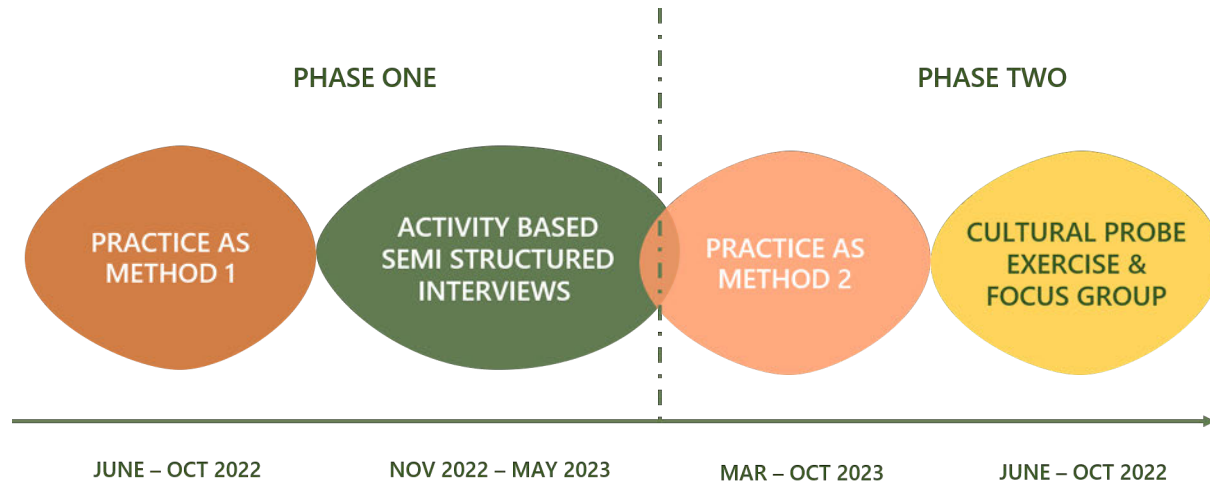 PHASE ONE
PHASE TWO
PRACTICE AS
METHOD 1
ACTIVITY BASED
SEMI STRUCTURED
INTERVIEWS
PRACTICE AS
METHOD 2
CULTURAL PROBE
EXERCISE &
FOCUS GROUP
JUNE – OCT 2022
NOV 2022 – MAY 2023
MAR – OCT 2023
JUNE – OCT 2022